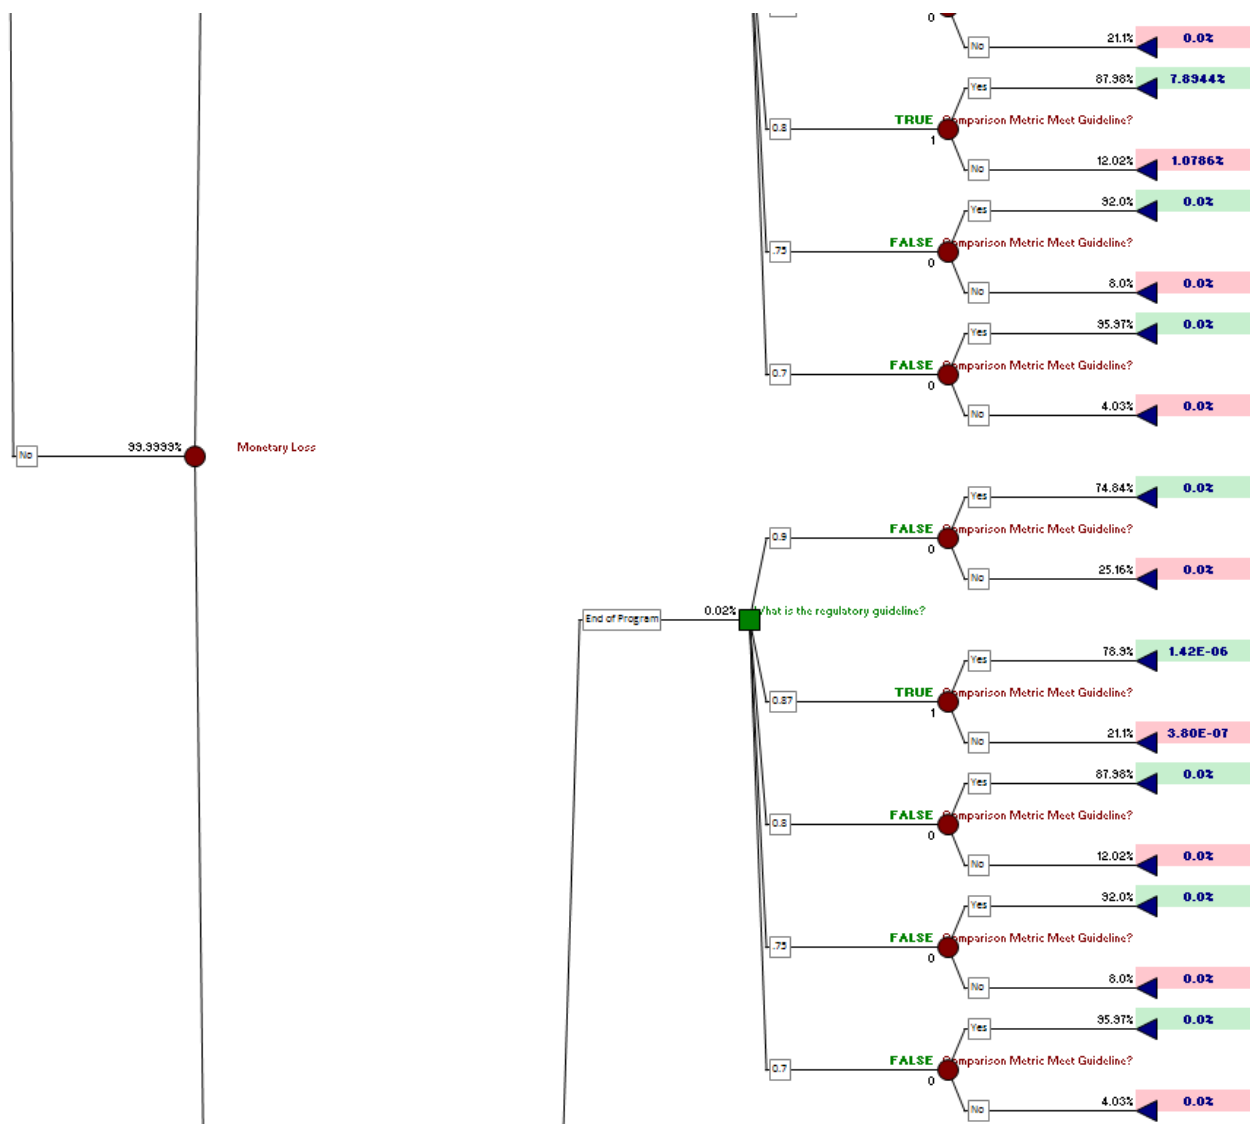 0
No 21.1% 0.0%
Yes 87.98% 7.8944%
0.8 TRUE Comparison Metric Meet Guideline?
1
No 12.02% 1.0786%
Yes 92.0% 0.0%
.75 FALSE Comparison Metric Meet Guideline?
0
No 8.0% 0.0%
Yes 95.97% 0.0%
0.7 FALSE Comparison Metric Meet Guideline?
0
No 4.03% 0.0%
No 99.9999% Monetary Loss
Yes 74.84% 0.0%
0.9 FALSE Comparison Metric Meet Guideline?
0
No 25.16% 0.0%
End of Program 0.02% What is the regulatory guideline?
Yes 78.9% 1.42E-06
0.87 TRUE Comparison Metric Meet Guideline?
1
No 21.1% 3.80E-07
Yes 87.98% 0.0%
0.8 FALSE Comparison Metric Meet Guideline?
0
No 12.02% 0.0%
Yes 92.0% 0.0%
.75 FALSE Comparison Metric Meet Guideline?
0
No 8.0% 0.0%
Yes 95.97% 0.0%
0.7 FALSE Comparison Metric Meet Guideline?
0
No 4.03% 0.0%